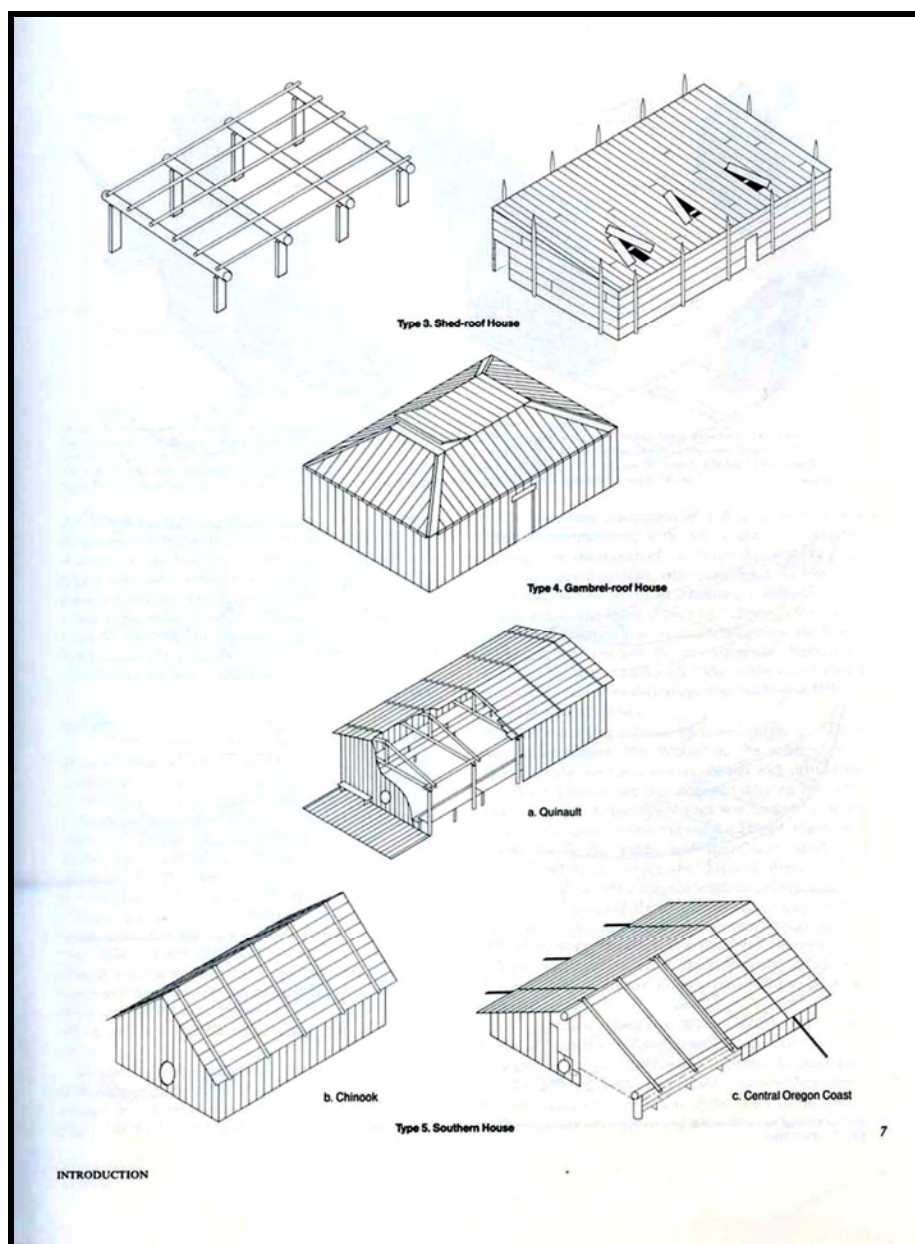 Type 3. Shed-roof House
Type 4. Gambrel-roof House
a. Quinault
b. Chinook
c. Central Oregon Coast
Type 5. Southern House
7
INTRODUCTION